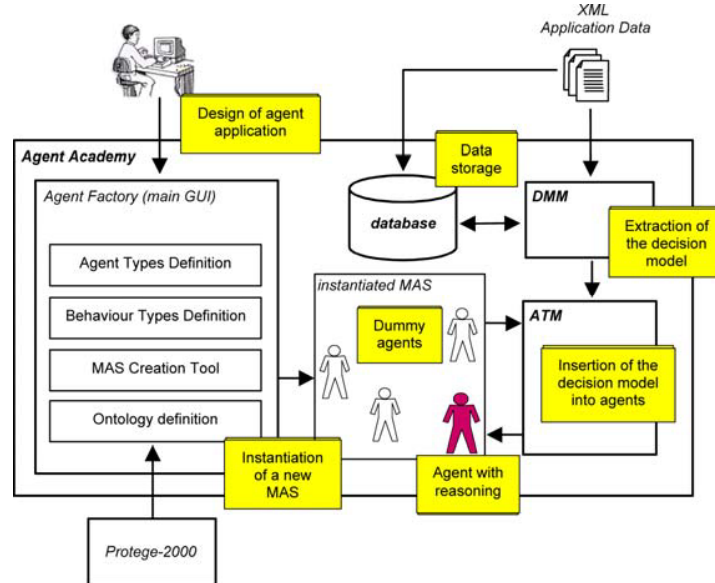 XML
Application Data
Design of agent
application
Agent Academy
Data
storage
Agent Factory (main GUI)
database
DMM
Extraction of
the decision
model
Agent Types Definition
Behaviour Types Definition
MAS Creation Tool
Ontology definition
instantiated MAS
Dummy
agents
ATM
Insertion of the
decision model
into agents
Instantiation
of a new
MAS
Agent with
reasoning
Protege-2000